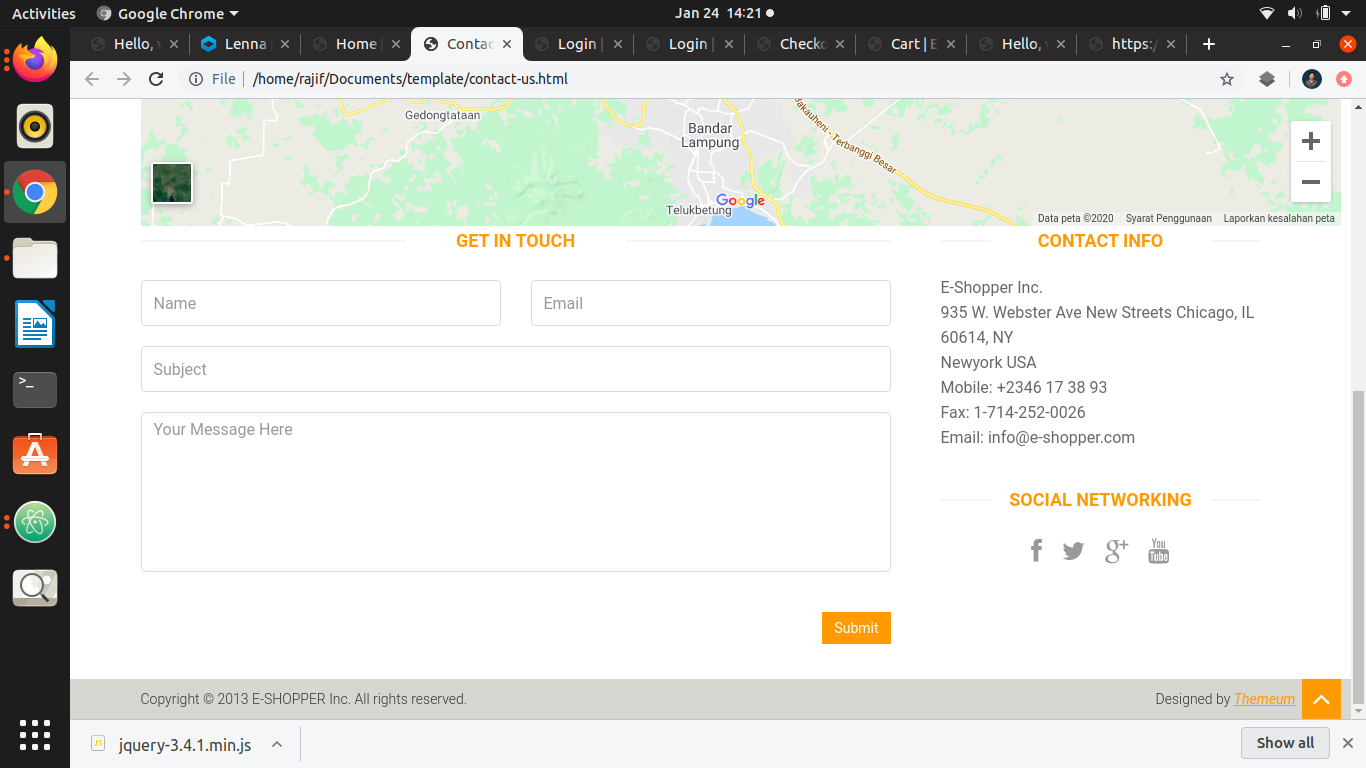 Activities
Google Chrome
Jan 24 14:21
Hello,
Lenna
Home |
Contac
Login |
Login |
Checko
Cart | E
Hello,
https:/
File
/home/rajif/Documents/template/contact-us.html
Gedongtataan
Bandar
Lampung
Bakauheni - Terbanggi Besar
Telukbetung
Google
Data peta ©2020
Syarat Penggunaan
Laporkan kesalahan peta
GET IN TOUCH
Name
Email
Subject
Your Message Here
Submit
CONTACT INFO
E-Shopper Inc.
935 W. Webster Ave New Streets Chicago, IL
60614, NY
Newyork USA
Mobile: +2346 17 38 93
Fax: 1-714-252-0026
Email: info@e-shopper.com
SOCIAL NETWORKING
You
Tube
Copyright © 2013 E-SHOPPER Inc. All rights reserved.
Designed by Themeum
JS
jquery-3.4.1.min.js
Show all